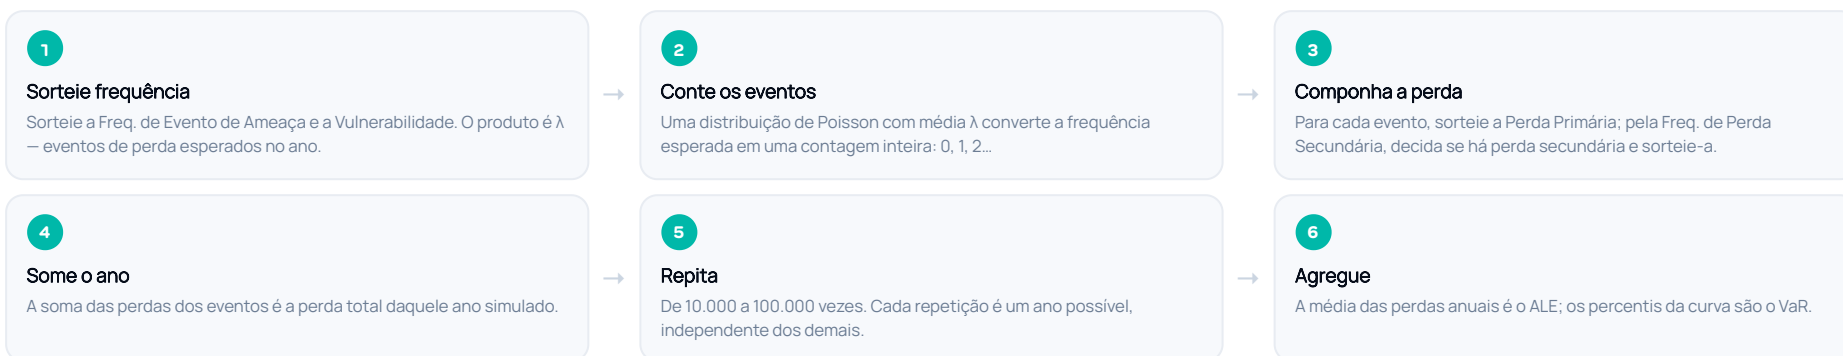 1
Sorteie frequência
Sorteie a Freq. de Evento de Ameaça e a Vulnerabilidade. O produto é λ
— eventos de perda esperados no ano.
→
2
Conte os eventos
Uma distribuição de Poisson com média λ converte a frequência
esperada em uma contagem inteira: 0, 1, 2…
→
3
Componha a perda
Para cada evento, sorteie a Perda Primária; pela Freq. de Perda
Secundária, decida se há perda secundária e sorteie-a.
4
Some o ano
A soma das perdas dos eventos é a perda total daquele ano simulado.
→
5
Repita
De 10.000 a 100.000 vezes. Cada repetição é um ano possível,
independente dos demais.
→
6
Agregue
A média das perdas anuais é o ALE; os percentis da curva são o VaR.